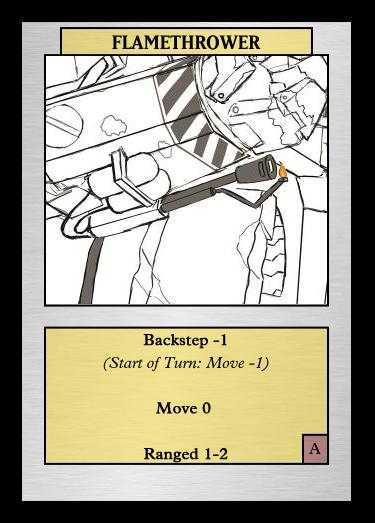 FLAMETHROWER
Backstep -1
(Start of Turn: Move -1)
Move 0
Ranged 1-2
A